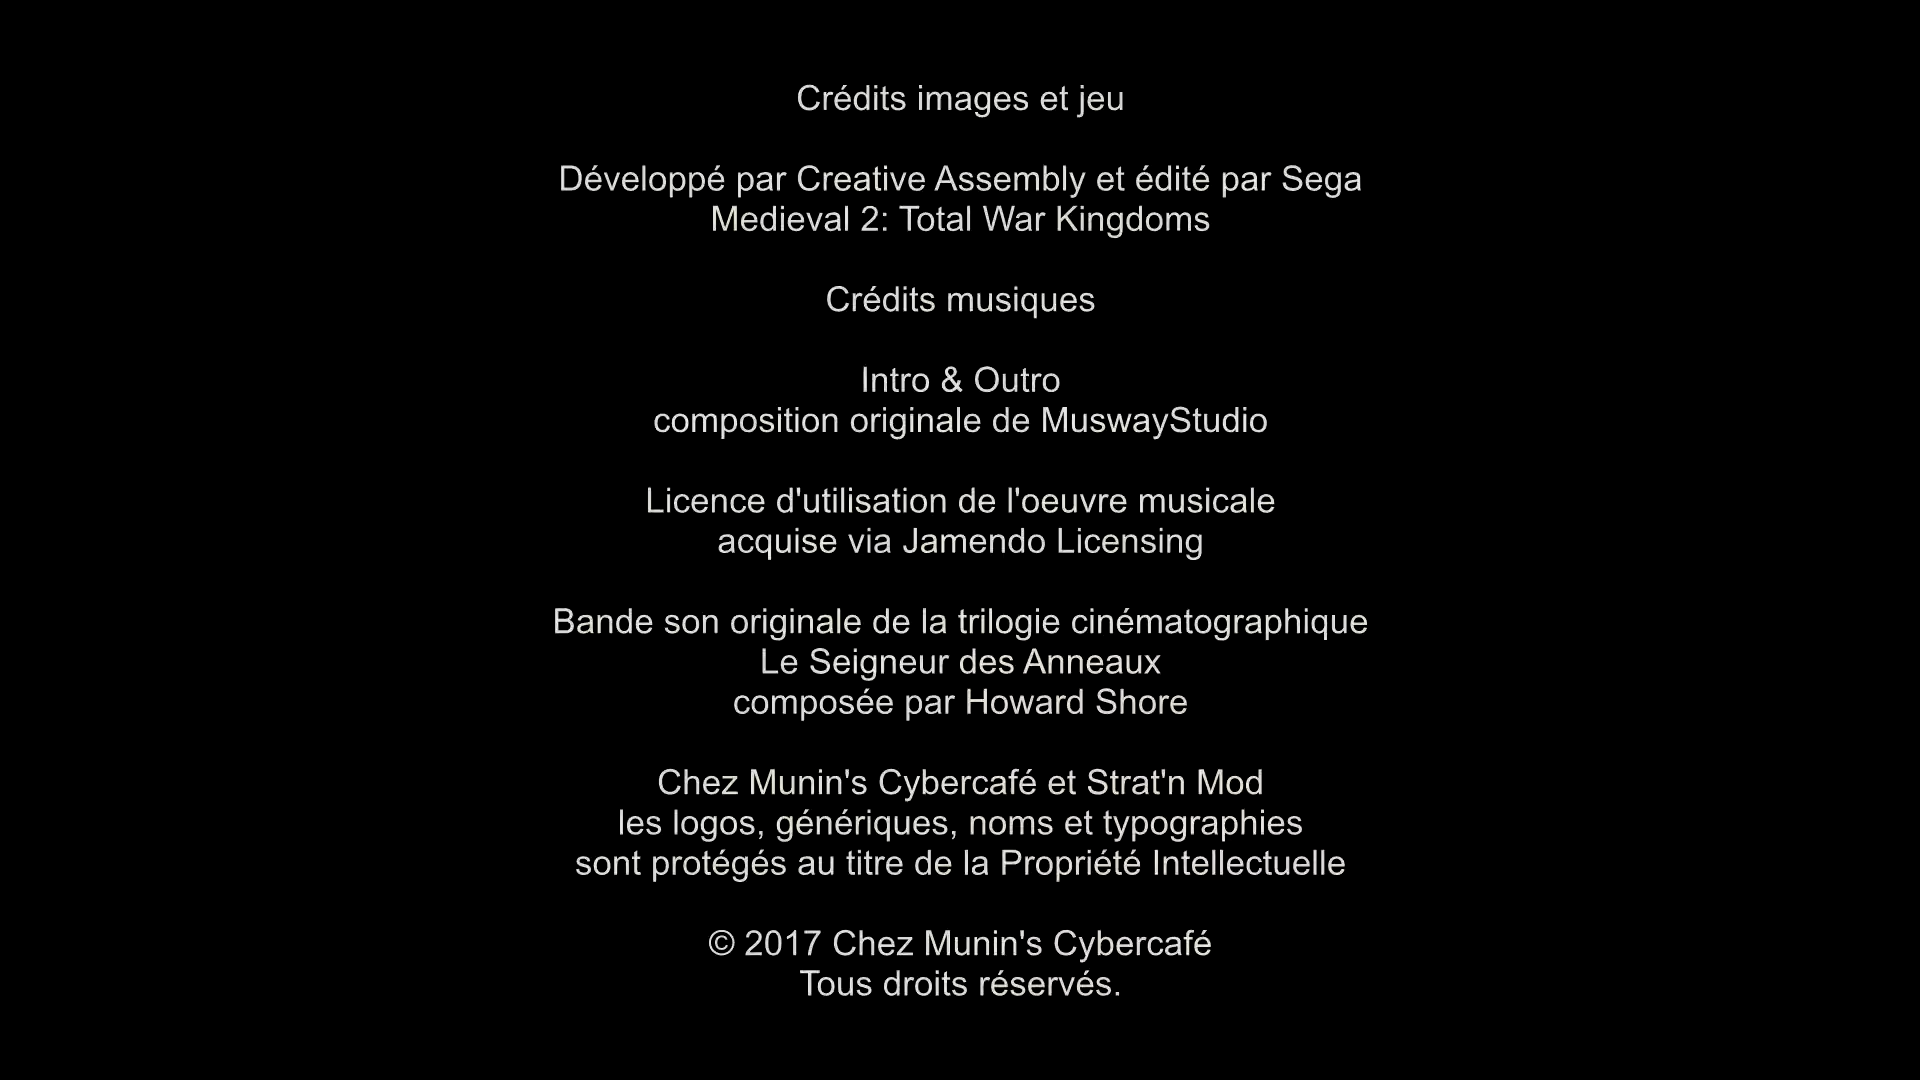 Crédits images et jeu
Développé par Creative Assembly et édité par Sega
Medieval 2: Total War Kingdoms
Crédits musiques
Intro & Outro
composition originale de MuswayStudio
Licence d'utilisation de l'oeuvre musicale
acquise via Jamendo Licensing
Bande son originale de la trilogie cinématographique
Le Seigneur des Anneaux
composée par Howard Shore
Chez Munin's Cybercafé et Strat'n Mod
les logos, génériques, noms et typographies
sont protégés au titre de la Propriété Intellectuelle
© 2017 Chez Munin's Cybercafé
Tous droits réservés.